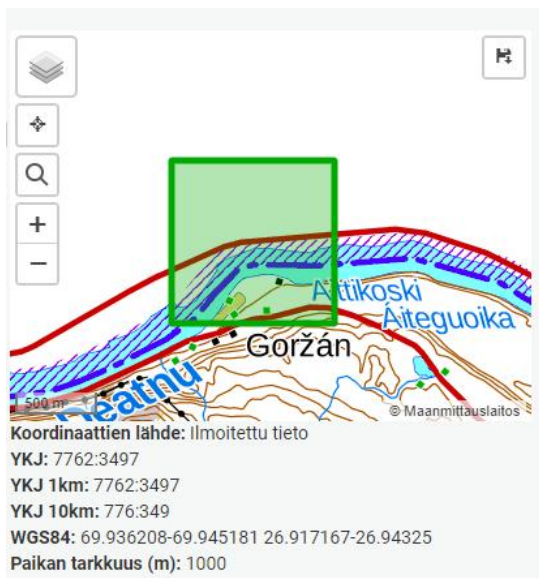 +
−
Áittikoski
Áiteguoika
Goržán
500 m
© Maanmittauslaitos
Koordinaattien lähde: Ilmoitettu tieto
YKJ: 7762:3497
YKJ 1km: 7762:3497
YKJ 10km: 776:349
WGS84: 69.936208-69.945181 26.917167-26.94325
Paikan tarkkuus (m): 1000